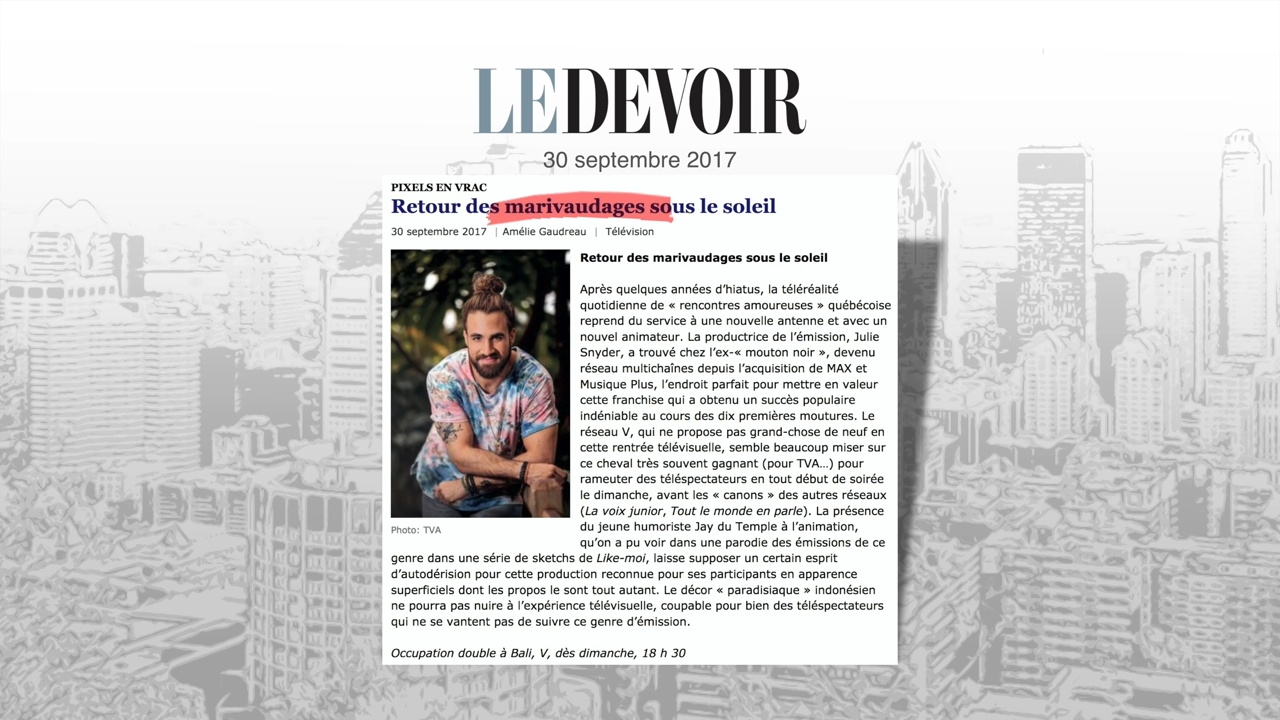 LE DEVOIR
30 septembre 2017
PIXELS EN VRAC
Retour des marivaudages sous le soleil
30 septembre 2017 | Amélie Gaudreau | Télévision
Retour des marivaudages sous le soleil
Après quelques années d’hiatus, la téléréalité
quotidienne de « rencontres amoureuses » québécoise
reprend du service à une nouvelle antenne et avec un
nouvel animateur. La productrice de l’émission, Julie
Snyder, a trouvé chez l’ex-« mouton noir », devenu
réseau multichaînes depuis l’acquisition de MAX et
Musique Plus, l’endroit parfait pour mettre en valeur
cette franchise qui a obtenu un succès populaire
indéniable au cours des dix premières moutures. Le
réseau V, qui ne propose pas grand-chose de neuf en
cette rentrée télévisuelle, semble beaucoup miser sur
ce cheval très souvent gagnant (pour TVA…) pour
rameuter des téléspectateurs en tout début de soirée
le dimanche, avant les « canons » des autres réseaux
(La voix junior, Tout le monde en parle). La présence
du jeune humoriste Jay du Temple à l’animation,
qu’on a pu voir dans une parodie des émissions de ce
genre dans une série de sketchs de Like-moi, laisse supposer un certain esprit
d’autodérision pour cette production reconnue pour ses participants en apparence
superficiels dont les propos le sont tout autant. Le décor « paradisiaque » indonésien
ne pourra pas nuire à l’expérience télévisuelle, coupable pour bien des téléspectateurs
qui ne se vantent pas de suivre ce genre d’émission.
Photo: TVA
Occupation double à Bali, V, dès dimanche, 18 h 30